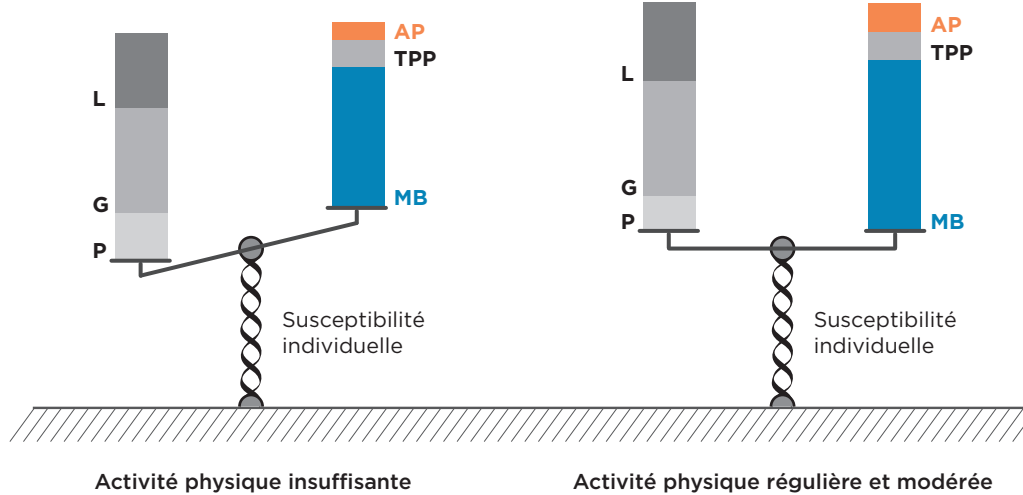 AP
TPP
L
G
MB
P
Susceptibilité
individuelle
Activité physique insuffisante
AP
TPP
L
G
P
MB
Susceptibilité
individuelle
Activité physique régulière et modérée